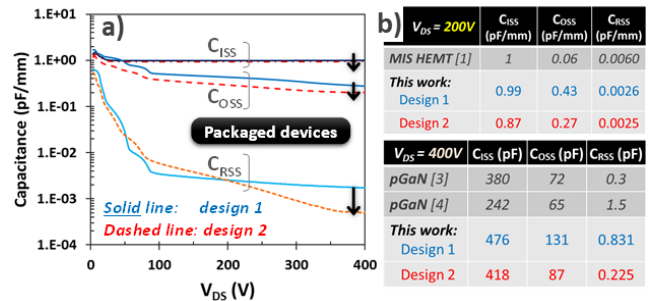 a)
1.E+01
1.E+00
1.E-01
1.E-02
1.E-03
1.E-04
Capacitance (pF/mm)
CISS
COSS
Packaged devices
CRSS
Solid line: design 1
Dashed line: design 2
0 100 200 300 400
VDS (V)
b)
VDS = 200V CISS (pF/mm) COSS (pF/mm) CRSS (pF/mm)
MIS HEMT [1] 1 0.06 0.0060
This work:
Design 1 0.99 0.43 0.0026
Design 2 0.87 0.27 0.0025
VDS = 400V CISS (pF) COSS (pF) CRSS (pF)
pGaN [3] 380 72 0.3
pGaN [4] 242 65 1.5
This work:
Design 1 476 131 0.831
Design 2 418 87 0.225